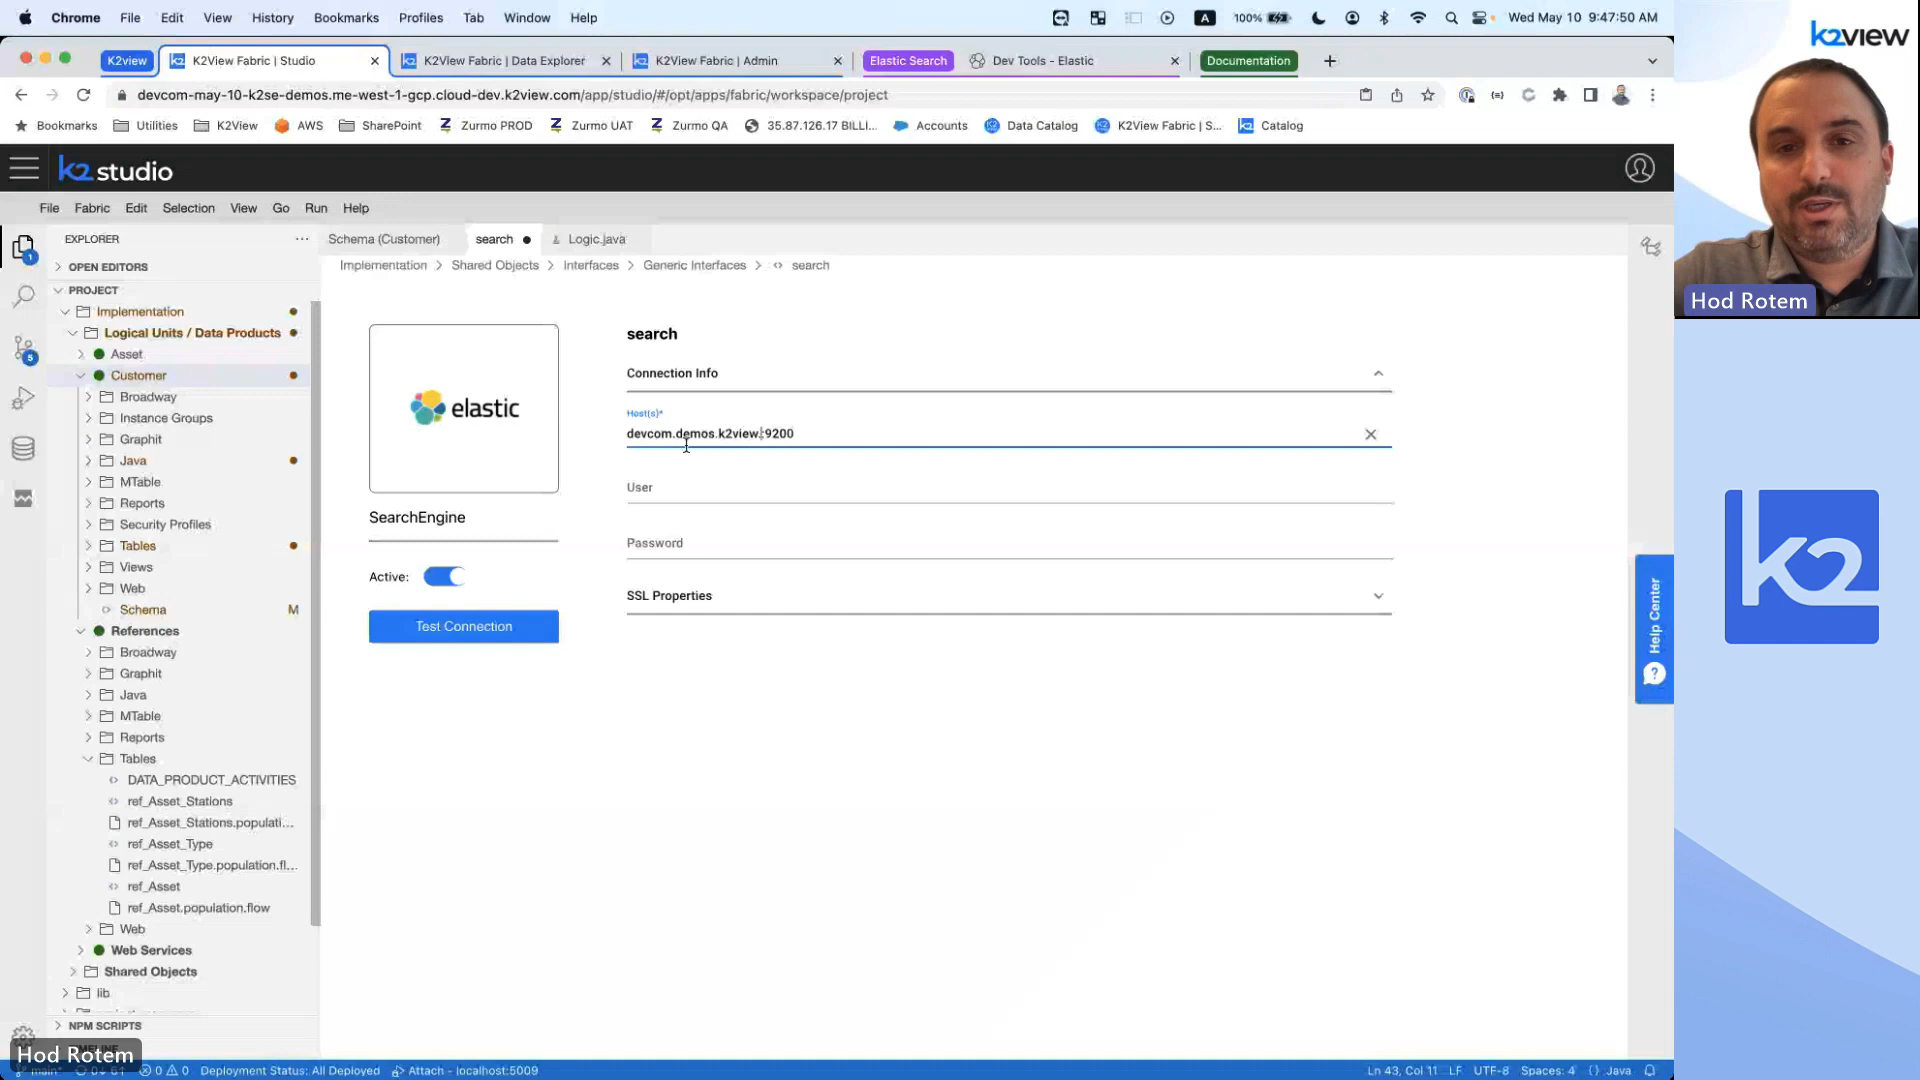 Chrome File Edit View History Bookmarks Profiles Tab Window Help
A 100% Wed May 10 9:47:50 AM
K2view K2View Fabric | Studio K2View Fabric | Data Explorer K2View Fabric | Admin Elastic Search Dev Tools - Elastic Documentation
devcom-may-10-k2se-demos.me-west-1-gcp.cloud-dev.k2view.com/app/studio/#/opt/apps/fabric/workspace/project
Bookmarks Utilities K2View AWS SharePoint Zurmo PROD Zurmo UAT Zurmo QA 35.87.126.17 BILLI... Accounts Data Catalog K2View Fabric | S... Catalog
k2 studio
File Fabric Edit Selection View Go Run Help
EXPLORER
Schema (Customer) search Logic.java
OPEN EDITORS
Implementation > Shared Objects > Interfaces > Generic Interfaces > search
PROJECT
Implementation
Logical Units / Data Products
Asset
Customer
Broadway
Instance Groups
Graphit
Java
MTable
Reports
Security Profiles
Tables
Views
Web
Schema M
References
Broadway
Graphit
Java
MTable
Reports
Tables
DATA_PRODUCT_ACTIVITIES
ref_Asset_Stations
ref_Asset_Stations.populati...
ref_Asset_Type
ref_Asset_Type.population.fl...
ref_Asset
ref_Asset.population.flow
Web
Web Services
Shared Objects
lib
NPM SCRIPTS
1
5
elastic
SearchEngine
Active:
Test Connection
search
Connection Info
Host(s)*
devcom.demos.k2view.:9200
User
Password
SSL Properties
Help Center
?
Hod Rotem
main* 0 0 Deployment Status: All Deployed Attach - localhost:5009
Ln 43, Col 11 LF UTF-8 Spaces: 4 {} Java
k2view
Hod Rotem
K2